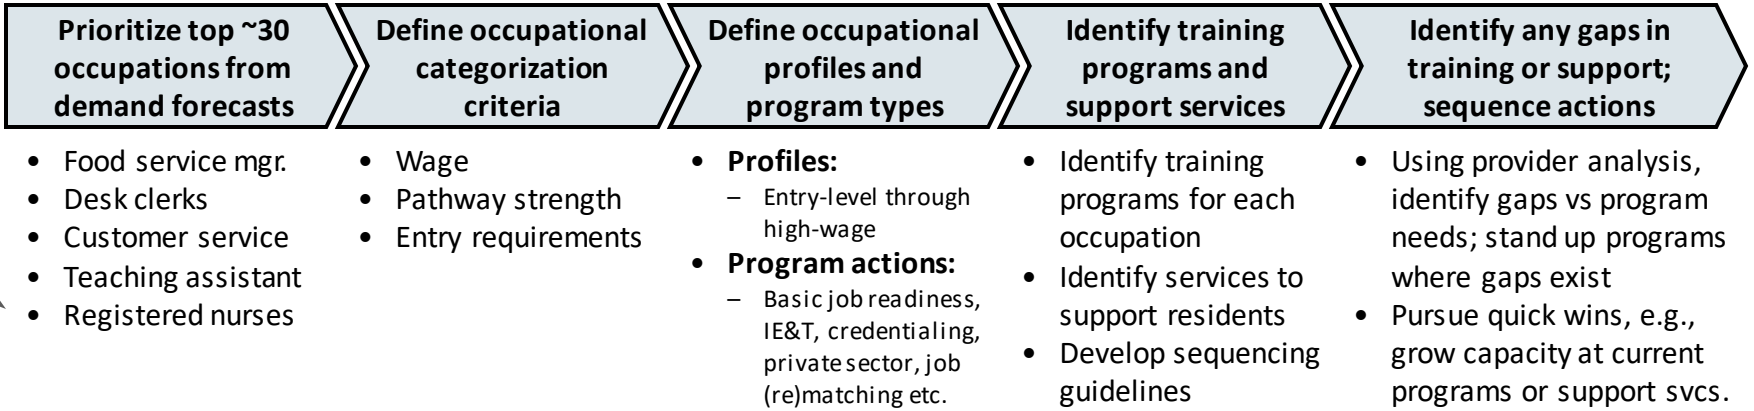 Prioritize top ~30
occupations from
demand forecasts
• Food service mgr.
• Desk clerks
• Customer service
• Teaching assistant
• Registered nurses
Define occupational
categorization
criteria
• Wage
• Pathway strength
• Entry requirements
Define occupational
profiles and
program types
• Profiles:
– Entry-level through
high-wage
• Program actions:
– Basic job readiness,
IE&T, credentialing,
private sector, job
(re)matching etc.
Identify training
programs and
support services
• Identify training
programs for each
occupation
• Identify services to
support residents
• Develop sequencing
guidelines
Identify any gaps in
training or support;
sequence actions
• Using provider analysis,
identify gaps vs program
needs; stand up programs
where gaps exist
• Pursue quick wins, e.g.,
grow capacity at current
programs or support svcs.